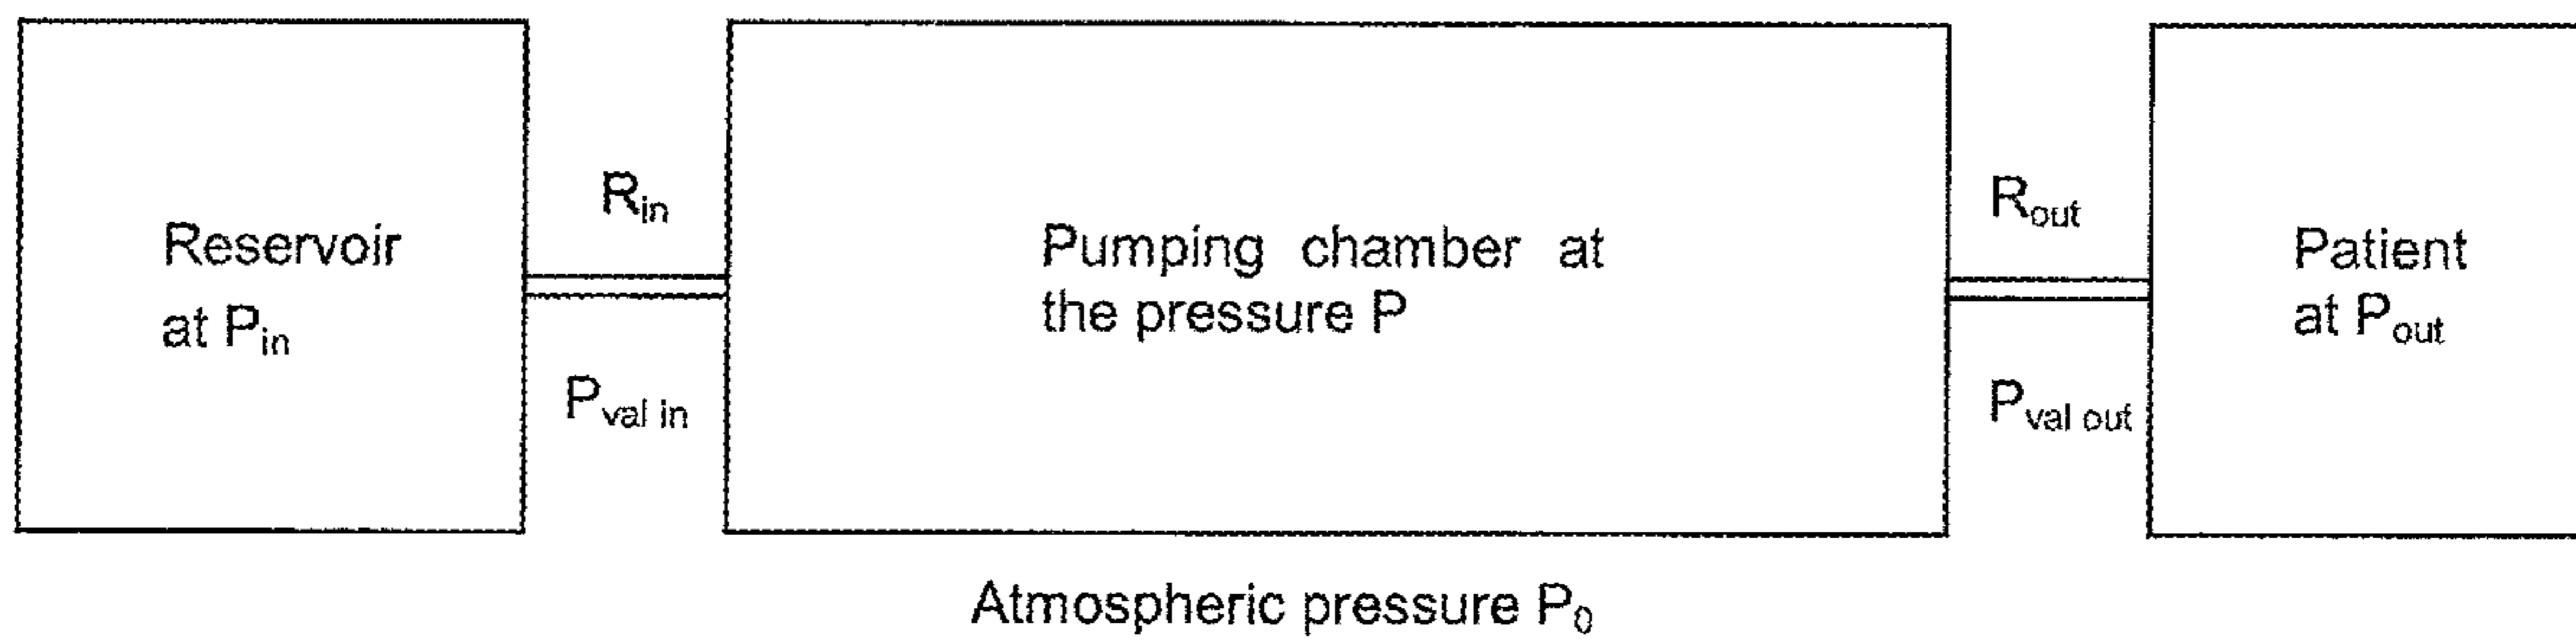 Reservoir
at P_in
R_in
P_val in
Pumping chamber at
the pressure P
R_out
P_val out
Patient
at P_out
Atmospheric pressure P_0